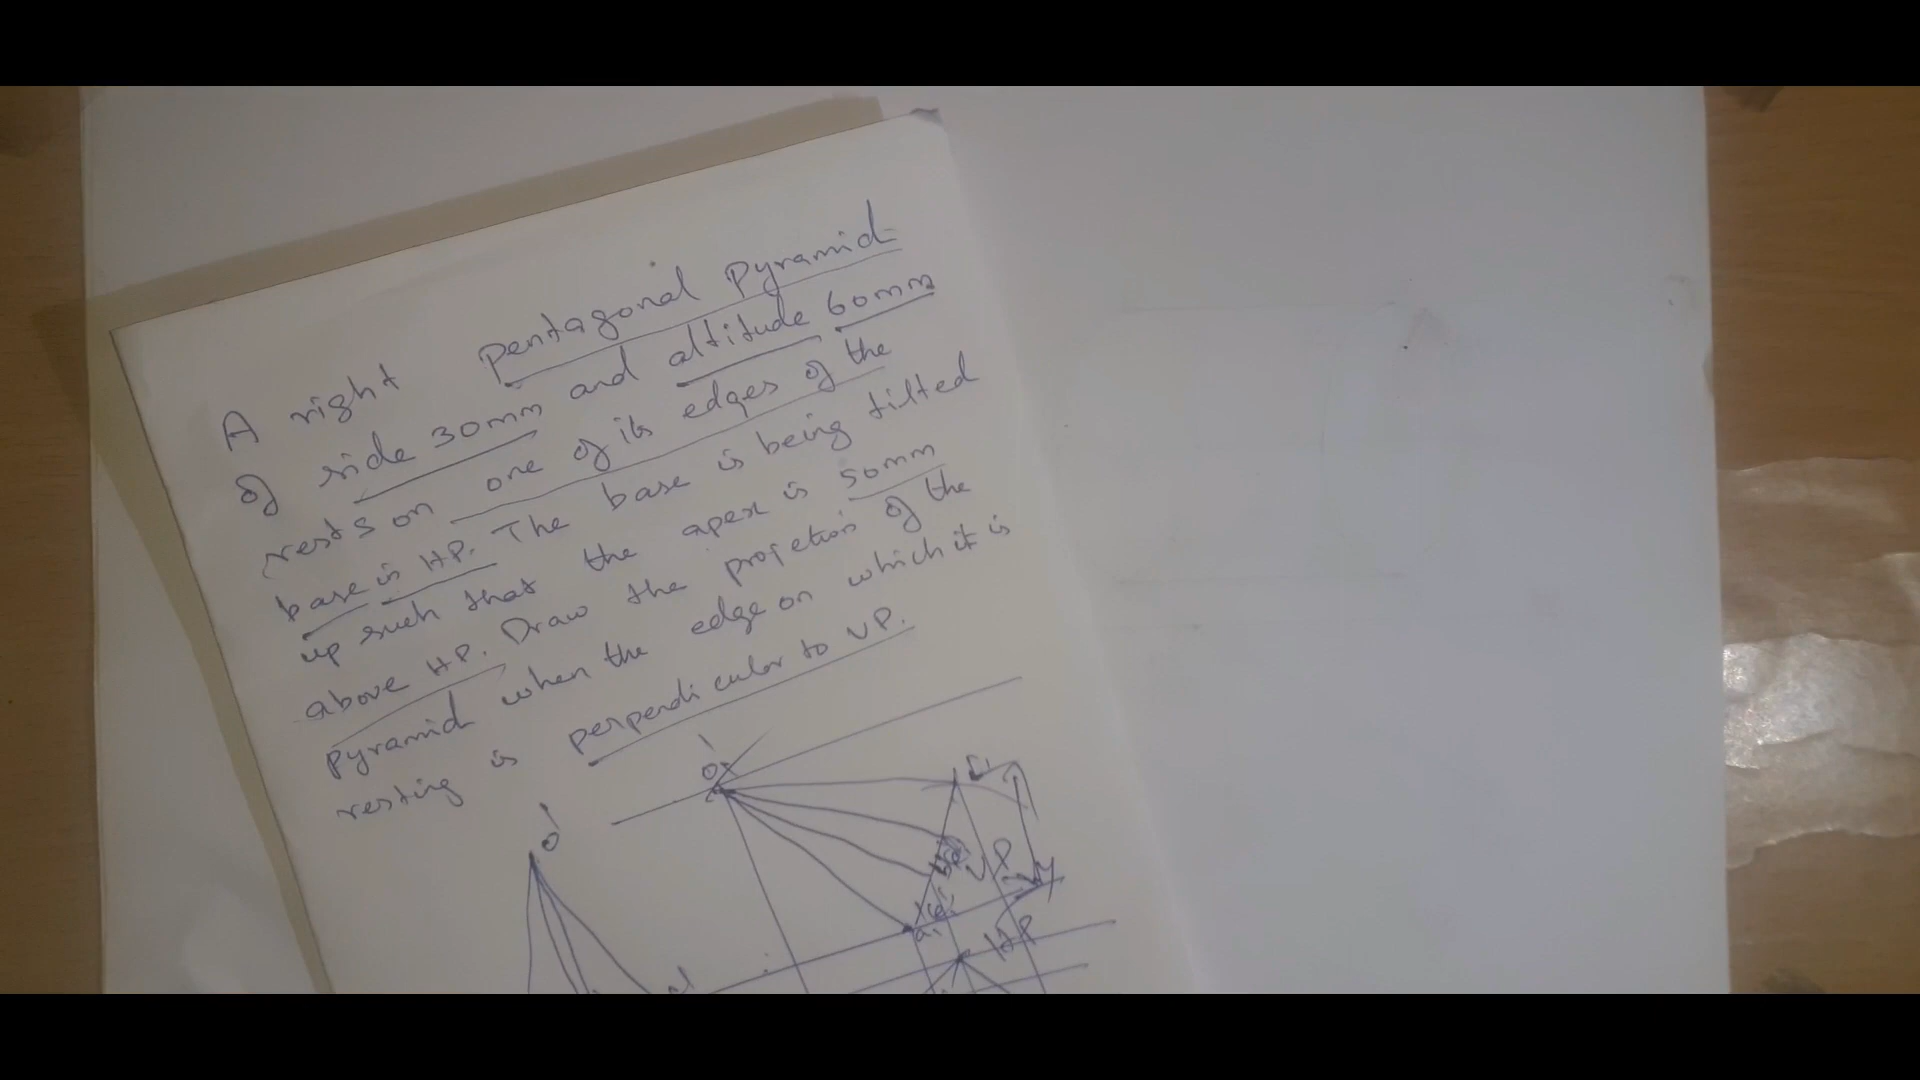 A right pentagonal pyramid
of side 30mm and altitude 60mm
rests on one of its edges of the
base in HP. The base is being tilted
up such that the apex is 50mm
above HP. Draw the projetion of the
pyramid when the edge on which it is
resting is perpendicular to VP.
o'
o'
c'
VP
y
HP
a'
d